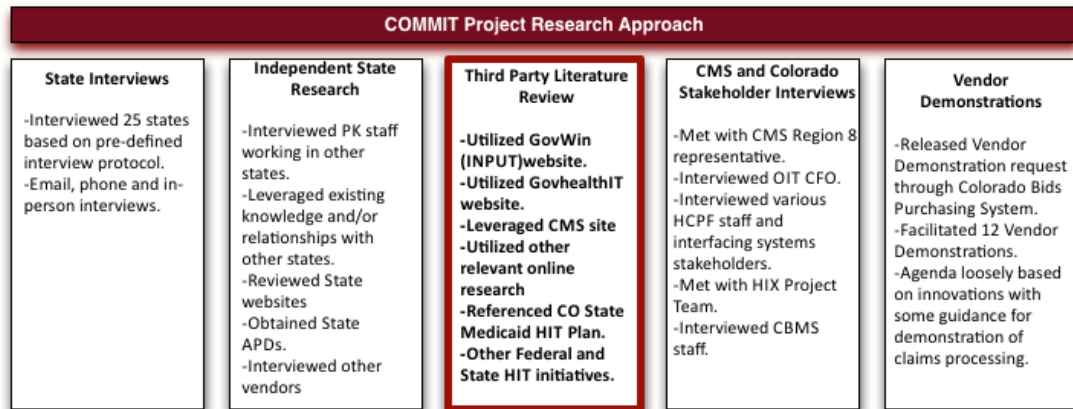 COMMIT Project Research Approach
State Interviews
-Interviewed 25 states
based on pre-defined
interview protocol.
-Email, phone and in-
person interviews.
Independent State
Research
-Interviewed PK staff
working in other
states.
-Leveraged existing
knowledge and/or
relationships with
other states.
-Reviewed State
websites
-Obtained State
APDs.
-Interviewed other
vendors
Third Party Literature
Review
-Utilized GovWin
(INPUT)website.
-Utilized GovhealthIT
website.
-Leveraged CMS site
-Utilized other
relevant online
research
-Referenced CO State
Medicaid HIT Plan.
-Other Federal and
State HIT initiatives.
CMS and Colorado
Stakeholder Interviews
-Met with CMS Region 8
representative.
-Interviewed OIT CFO.
-Interviewed various
HCPF staff and
interfacing systems
stakeholders.
-Met with HIX Project
Team.
-Interviewed CBMS
staff.
Vendor
Demonstrations
-Released Vendor
Demonstration request
through Colorado Bids
Purchasing System.
-Facilitated 12 Vendor
Demonstrations.
-Agenda loosely based
on innovations with
some guidance for
demonstration of
claims processing.